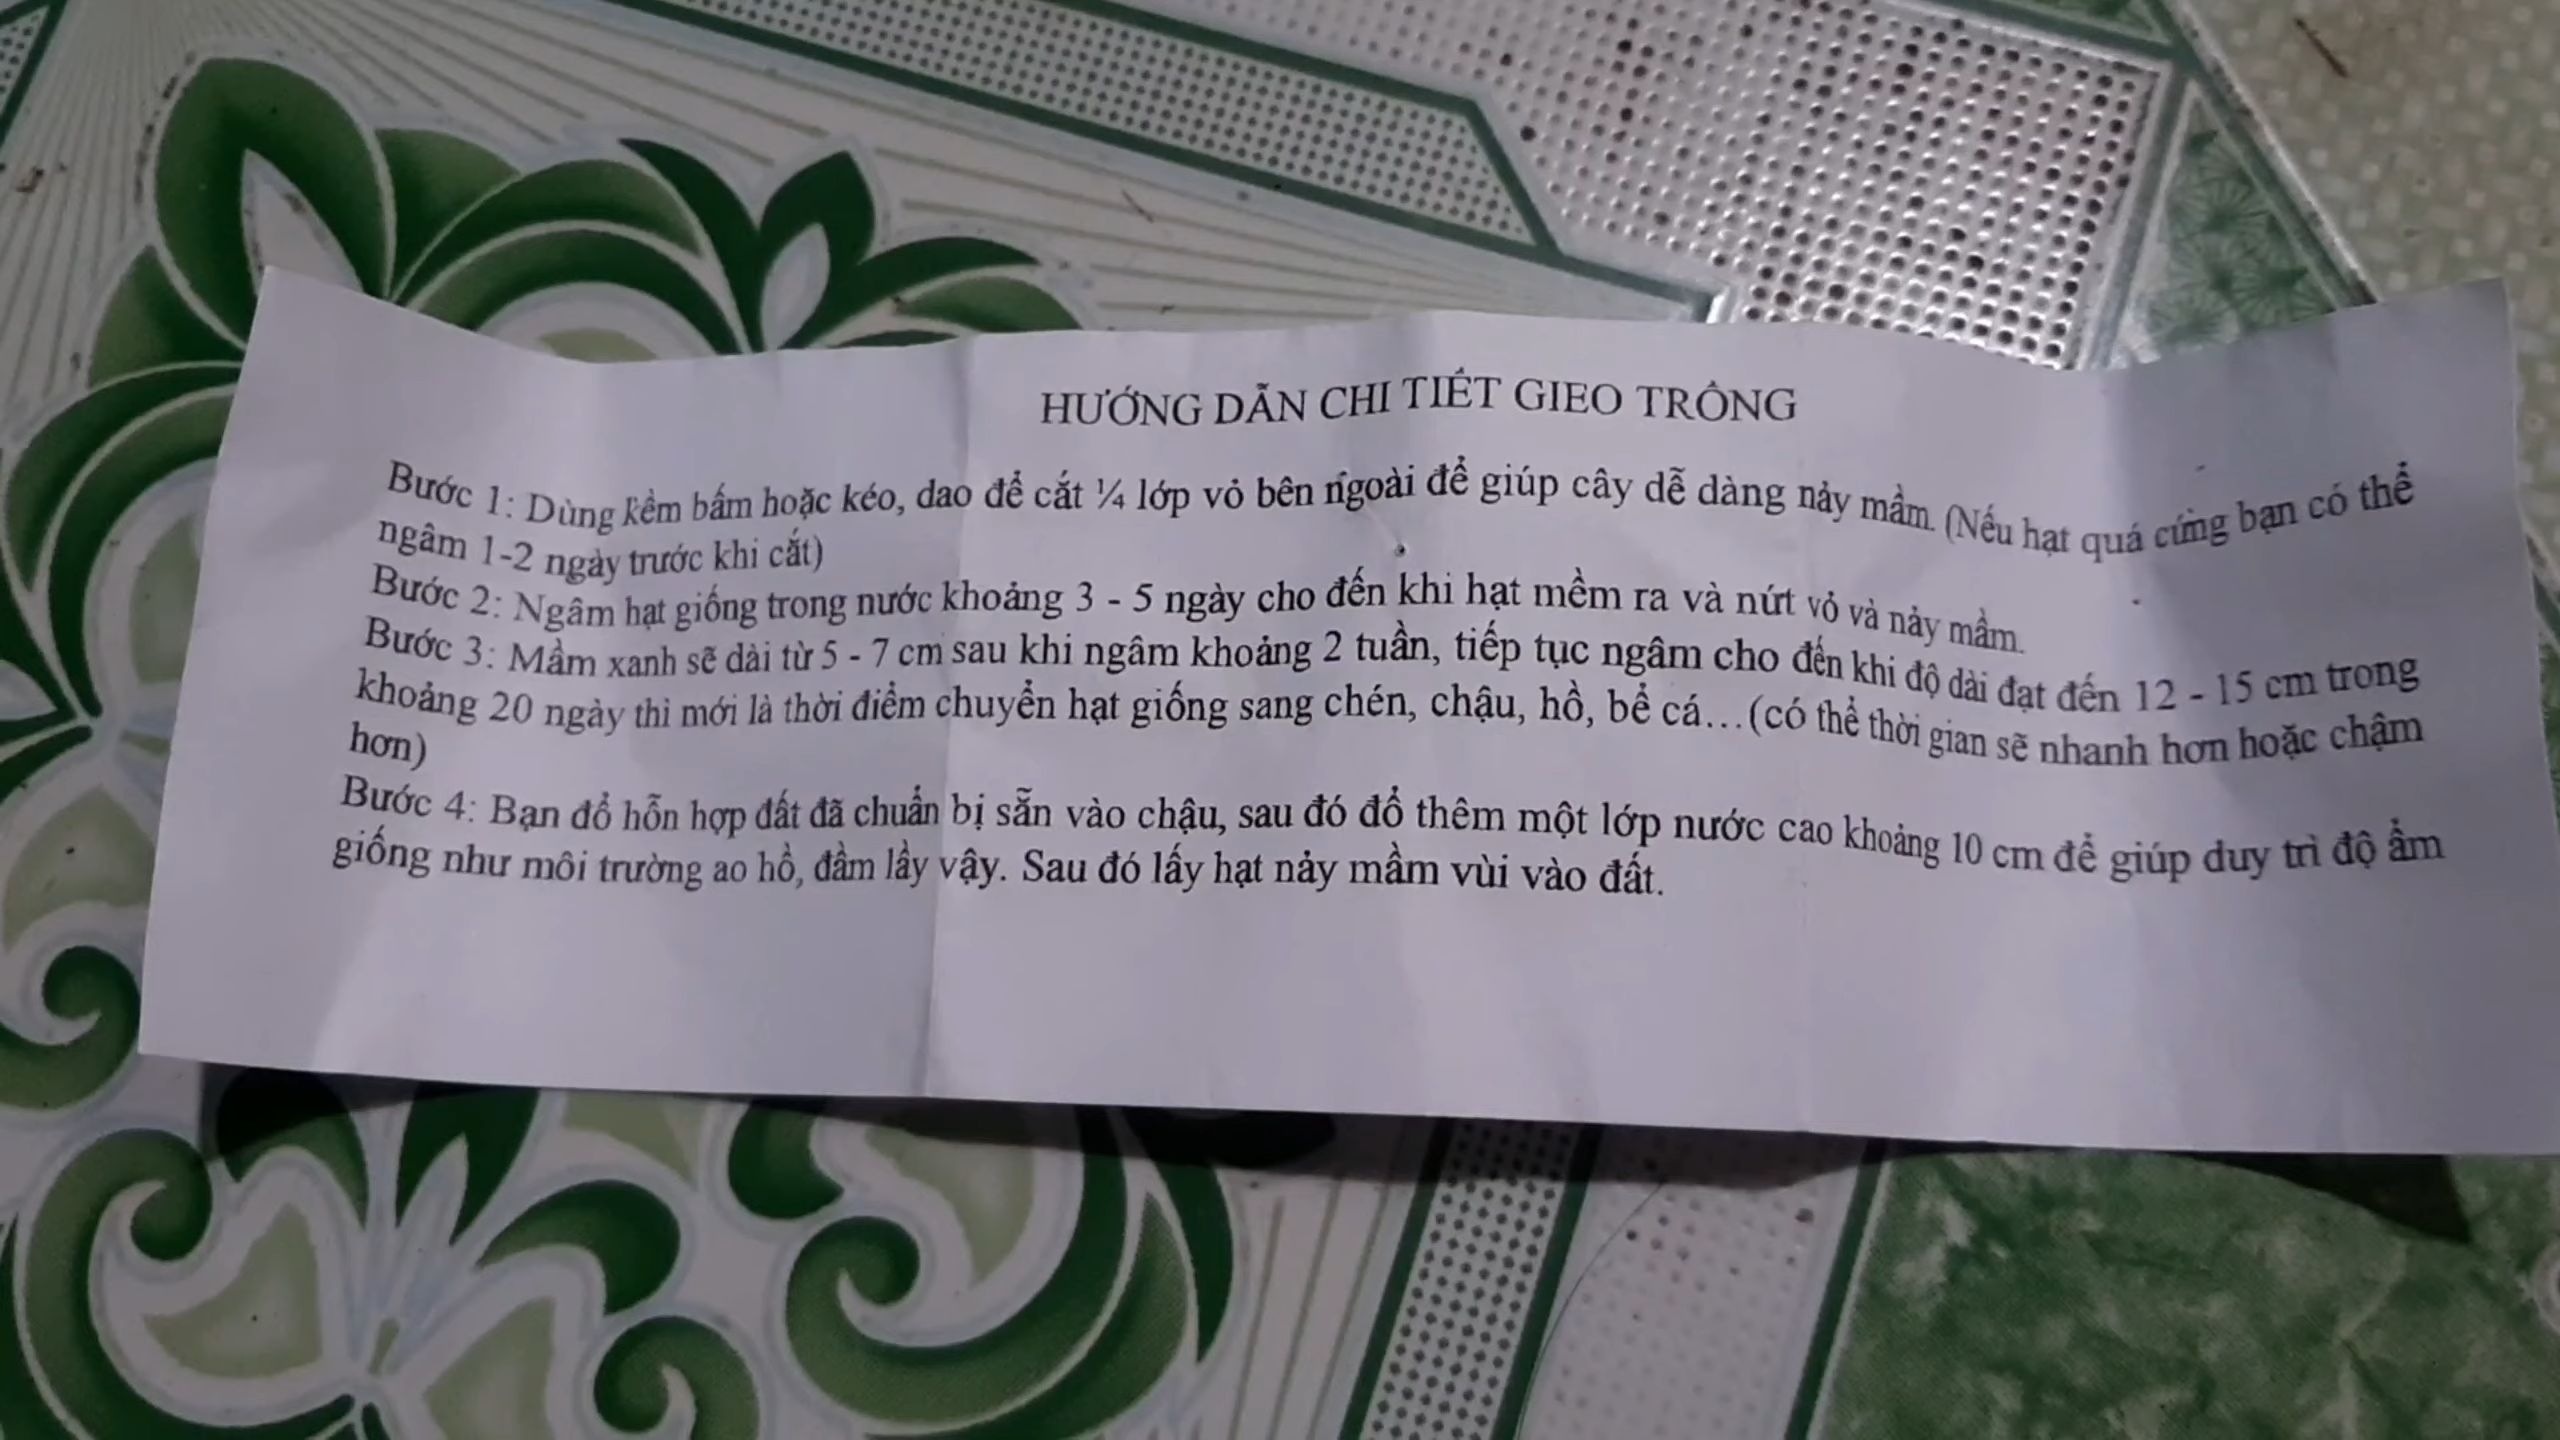 HƯỚNG DẪN CHI TIẾT GIEO TRỒNG
Bước 1: Dùng kềm bấm hoặc kéo, dao để cắt ¼ lớp vỏ bên ngoài để giúp cây dễ dàng nảy mầm. (Nếu hạt quá cứng bạn có thể
ngâm 1-2 ngày trước khi cắt)
Bước 2: Ngâm hạt giống trong nước khoảng 3 - 5 ngày cho đến khi hạt mềm ra và nứt vỏ và nảy mầm.
Bước 3: Mầm xanh sẽ dài từ 5 - 7 cm sau khi ngâm khoảng 2 tuần, tiếp tục ngâm cho đến khi độ dài đạt đến 12 - 15 cm trong
khoảng 20 ngày thì mới là thời điểm chuyển hạt giống sang chén, chậu, hồ, bể cá…(có thể thời gian sẽ nhanh hơn hoặc chậm
hơn)
Bước 4: Bạn đổ hỗn hợp đất đã chuẩn bị sẵn vào chậu, sau đó đổ thêm một lớp nước cao khoảng 10 cm để giúp duy trì độ ẩm
giống như môi trường ao hồ, đầm lầy vậy. Sau đó lấy hạt nảy mầm vùi vào đất.